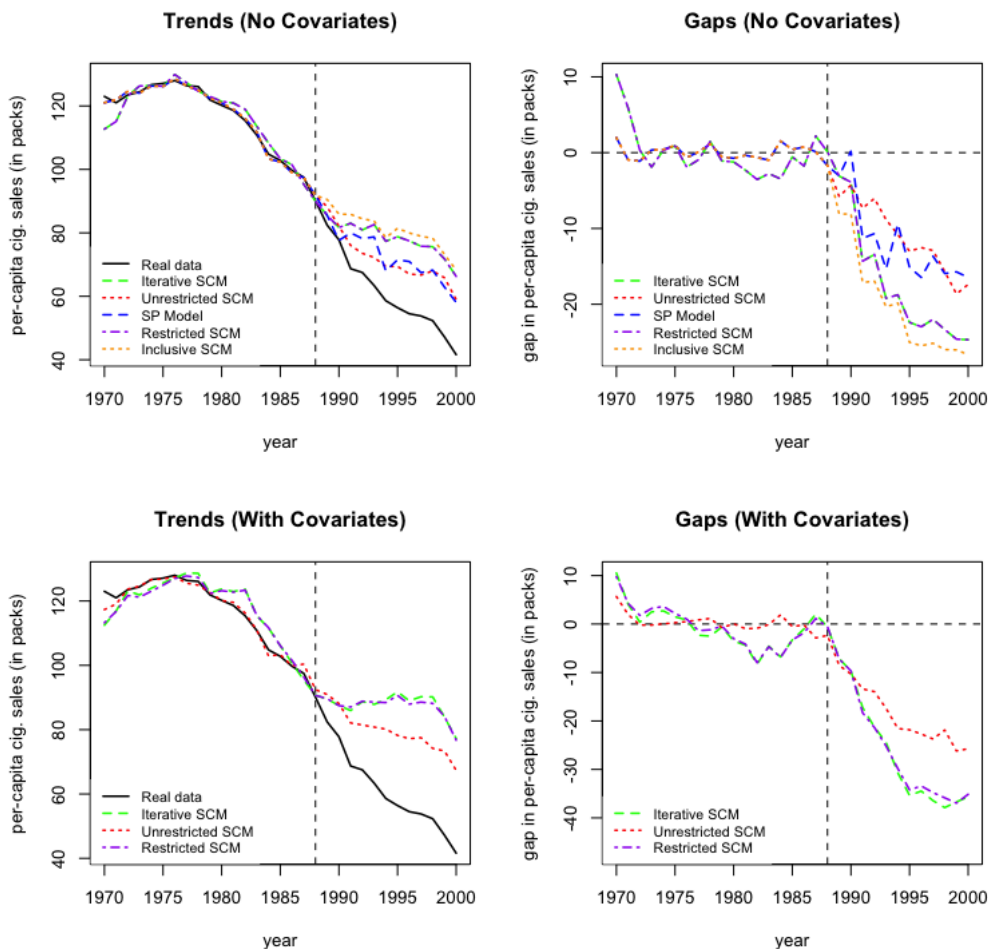 Trends (No Covariates)
per-capita cig. sales (in packs)
120
100
80
60
40
Real data
Iterative SCM
Unrestricted SCM
SP Model
Restricted SCM
Inclusive SCM
1970 1975 1980 1985 1990 1995 2000
year
Gaps (No Covariates)
gap in per-capita cig. sales (in packs)
10
0
-10
-20
Iterative SCM
Unrestricted SCM
SP Model
Restricted SCM
Inclusive SCM
1970 1975 1980 1985 1990 1995 2000
year
Trends (With Covariates)
per-capita cig. sales (in packs)
120
100
80
60
40
Real data
Iterative SCM
Unrestricted SCM
Restricted SCM
1970 1975 1980 1985 1990 1995 2000
year
Gaps (With Covariates)
gap in per-capita cig. sales (in packs)
10
0
-10
-20
-30
-40
Iterative SCM
Unrestricted SCM
Restricted SCM
1970 1975 1980 1985 1990 1995 2000
year